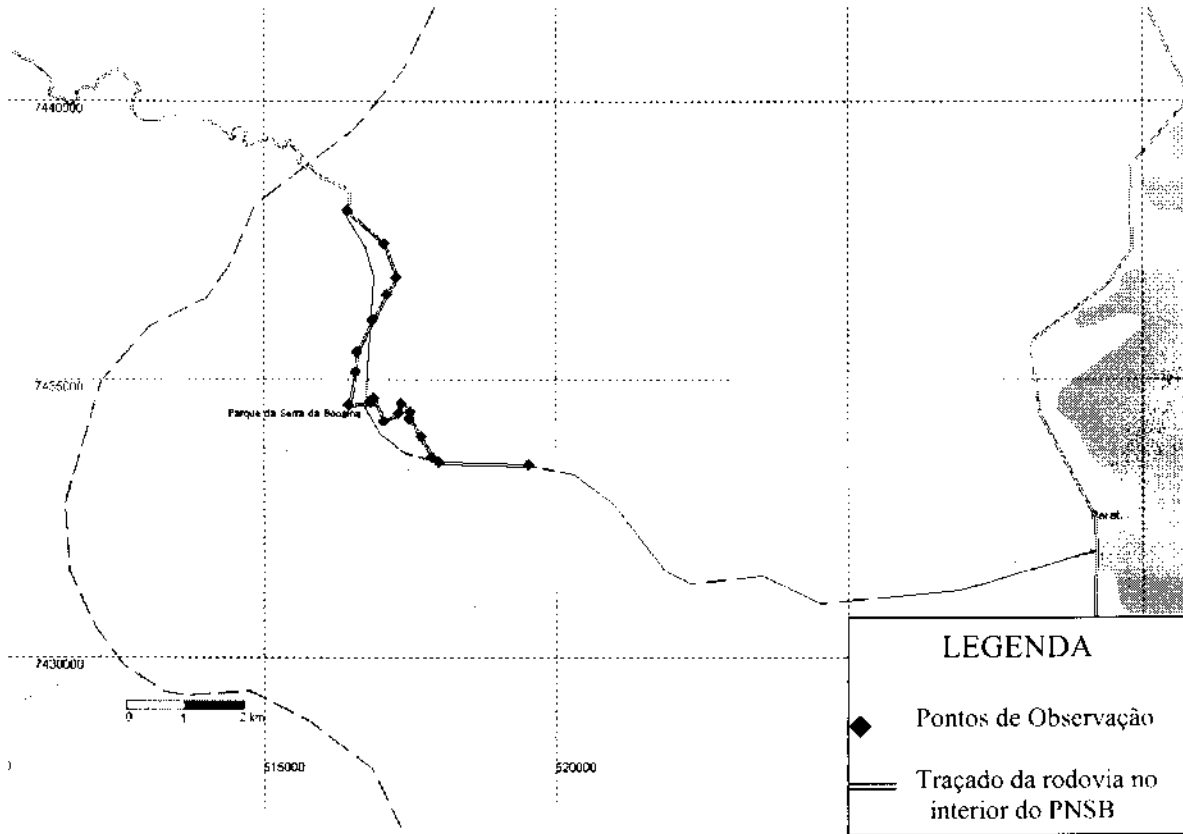 7440000
7435000
Parque da Serra da Bocaina
Parat.
7430000
0 1 2 km
515000
520000
LEGENDA
Pontos de Observação
Traçado da rodovia no
interior do PNSB